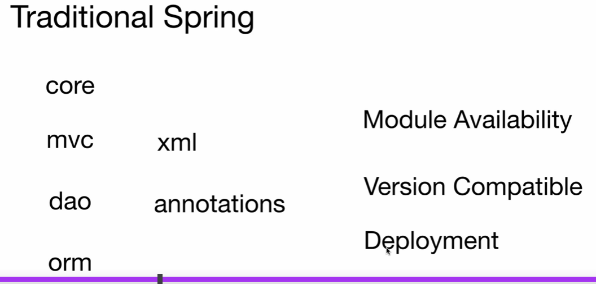 Traditional Spring
core
Module Availability
mvc xml
Version Compatible
dao annotations
Deployment
orm